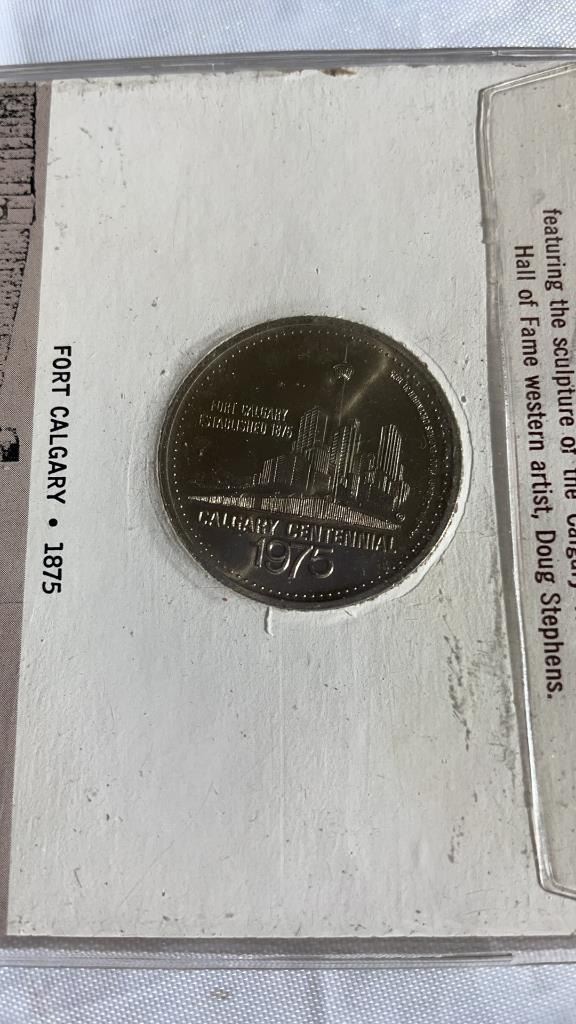 FORT CALGARY • 1875
FORT CALGARY
ESTABLISHED 1875
CALGARY CENTENNIAL
1975
featuring the sculpture of the Calgary
Hall of Fame western artist, Doug Stephens.